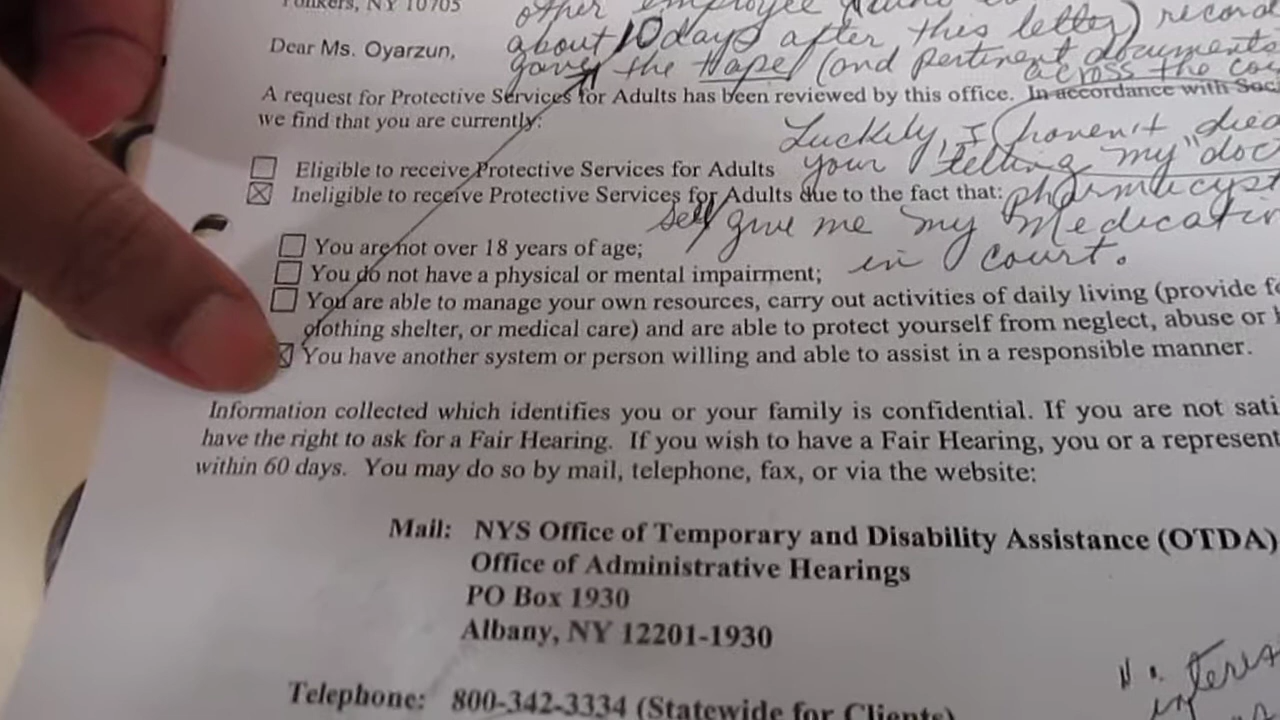 Yonkers, NY 10705
other employee
about 10 days after this letter) record
Dear Ms. Oyarzun,
gave the tape (and pertinent documents
across the
A request for Protective Services for Adults has been reviewed by this office. In accordance with Soc
we find that you are currently:
Luckily, I haven't died
Eligible to receive Protective Services for Adults
your telling my "doc
Ineligible to receive Protective Services for Adults due to the fact that:
pharmacyst
sell/give me my Medication
in court.
You are not over 18 years of age;
You do not have a physical or mental impairment;
You are able to manage your own resources, carry out activities of daily living (provide fo
clothing shelter, or medical care) and are able to protect yourself from neglect, abuse or
You have another system or person willing and able to assist in a responsible manner.
Information collected which identifies you or your family is confidential. If you are not sati
have the right to ask for a Fair Hearing. If you wish to have a Fair Hearing, you or a represent
within 60 days. You may do so by mail, telephone, fax, or via the website:
Mail: NYS Office of Temporary and Disability Assistance (OTDA)
Office of Administrative Hearings
PO Box 1930
Albany, NY 12201-1930
Telephone: 800-342-3334 (Statewide for Clients)